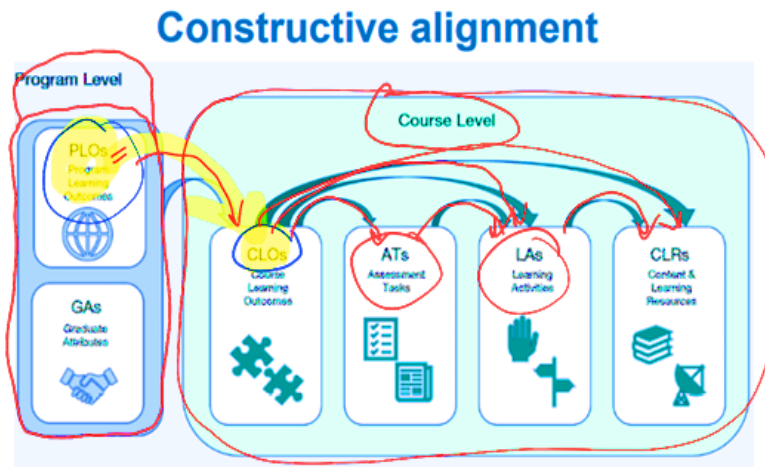 Constructive alignment
Program Level
Course Level
PLOs
Program
Learning
Outcomes
GAs
Graduate
Attributes
CLOs
Course
Learning
Outcomes
ATs
Assessment
Tasks
LAs
Learning
Activities
CLRs
Content &
Learning
Resources